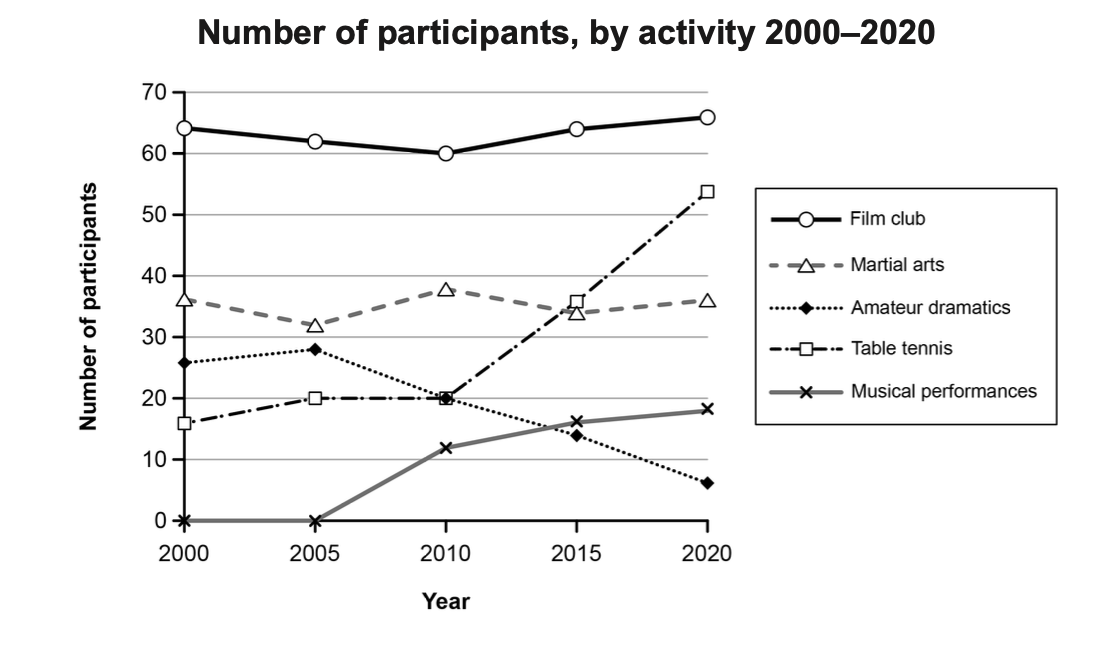 Number of participants, by activity 2000–2020
Number of participants
70
60
50
40
30
20
10
0
2000 2005 2010 2015 2020
Year
Film club
Martial arts
Amateur dramatics
Table tennis
Musical performances